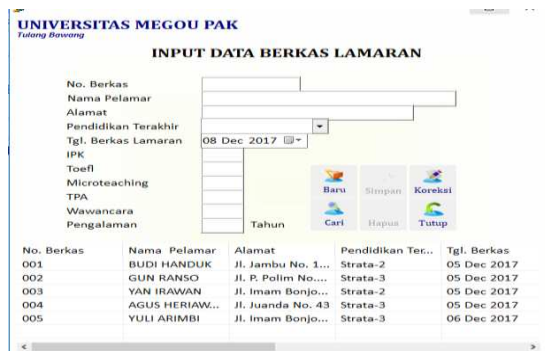 UNIVERSITAS MEGOU PAK
Tulang Bawang
INPUT DATA BERKAS LAMARAN
No. Berkas
Nama Pelamar
Alamat
Pendidikan Terakhir
Tgl. Berkas Lamaran 08 Dec 2017
IPK
Toefl
Microteaching
TPA
Wawancara
Pengalaman Tahun
Baru Simpan Koreksi
Cari Hapus Tutup
No. Berkas Nama Pelamar Alamat Pendidikan Ter... Tgl. Berkas
001 BUDI HANDUK Jl. Jambu No. 1... Strata-2 05 Dec 2017
002 GUN RANSO Jl. P. Polim No.... Strata-3 05 Dec 2017
003 YAN IRAWAN Jl. Imam Bonjo... Strata-2 05 Dec 2017
004 AGUS HERIAW... Jl. Juanda No. 43 Strata-3 05 Dec 2017
005 YULI ARIMBI Jl. Imam Bonjo... Strata-3 06 Dec 2017